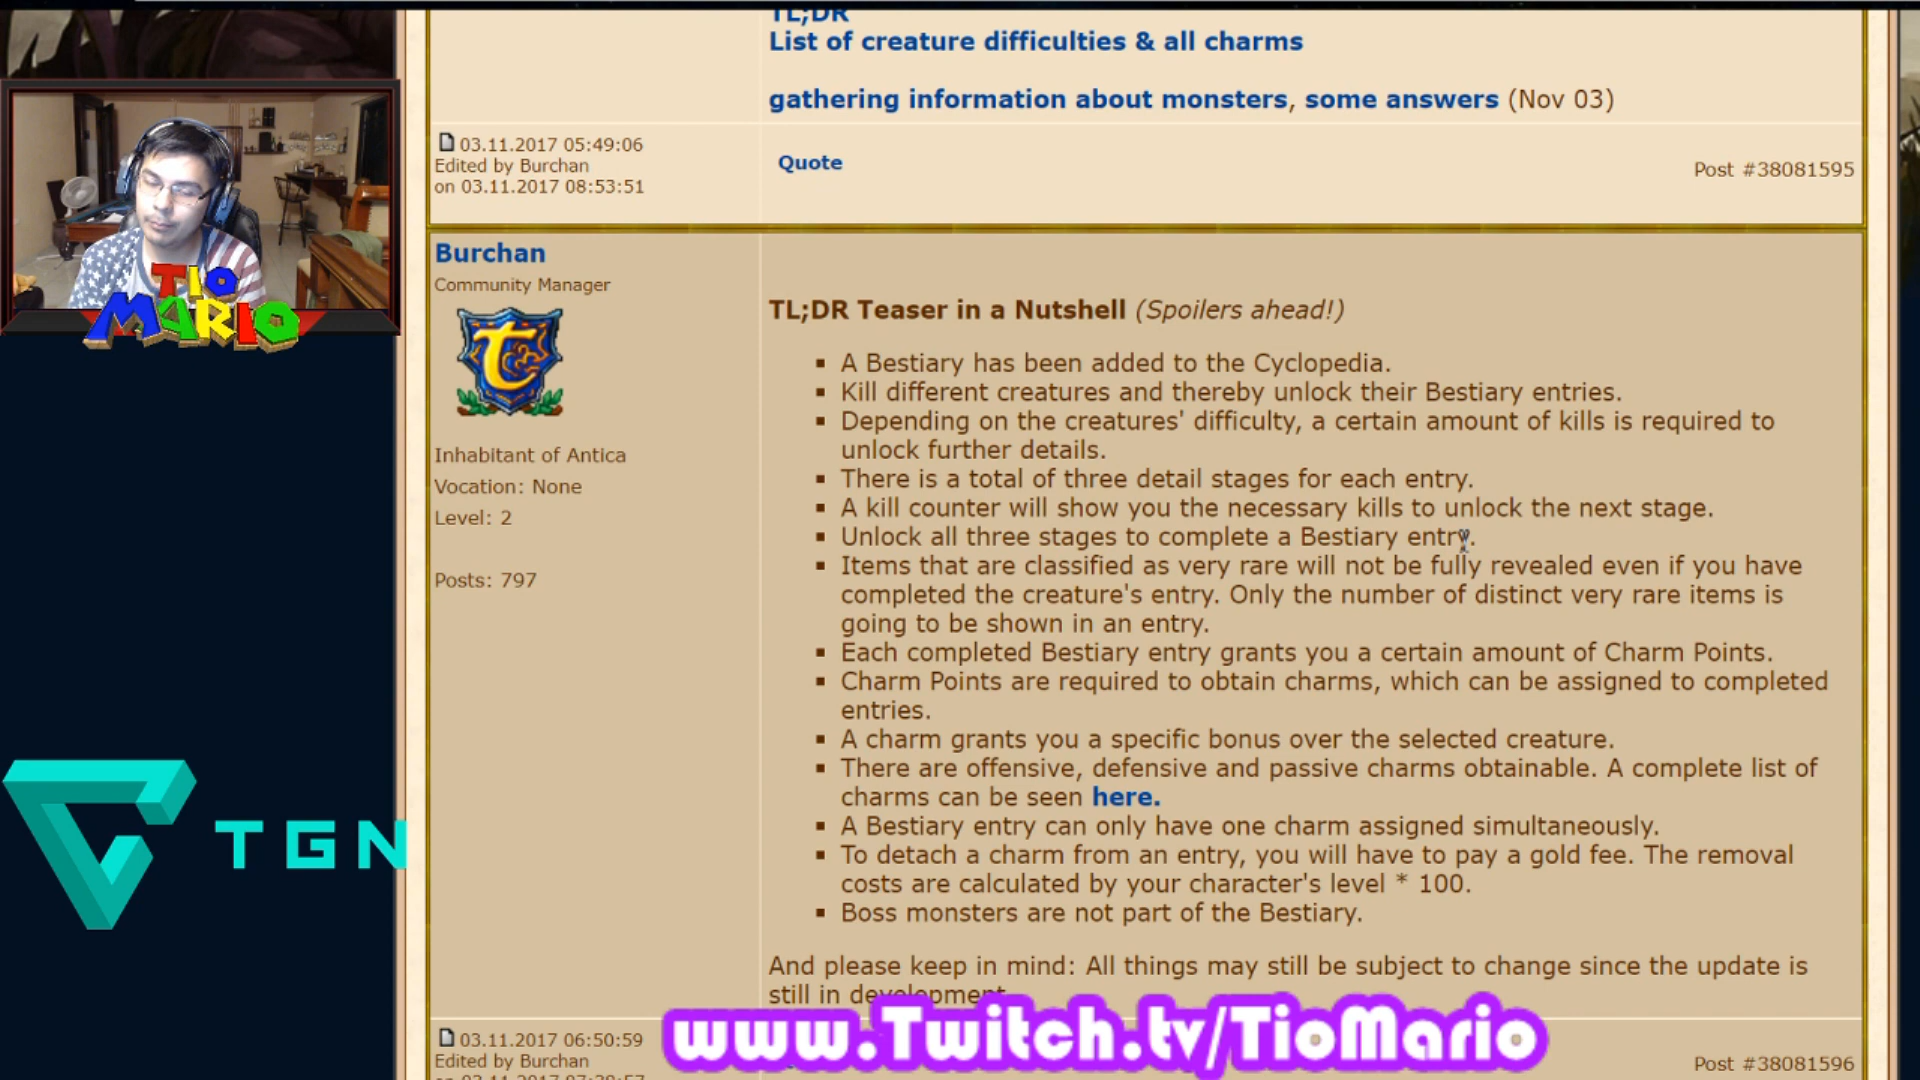 TL;DR
List of creature difficulties & all charms
gathering information about monsters, some answers (Nov 03)
03.11.2017 05:49:06
Edited by Burchan
on 03.11.2017 08:53:51
Quote
Post #38081595
Burchan
Community Manager
Inhabitant of Antica
Vocation: None
Level: 2
Posts: 797
TL;DR Teaser in a Nutshell (Spoilers ahead!)
▪ A Bestiary has been added to the Cyclopedia.
▪ Kill different creatures and thereby unlock their Bestiary entries.
▪ Depending on the creatures' difficulty, a certain amount of kills is required to
unlock further details.
▪ There is a total of three detail stages for each entry.
▪ A kill counter will show you the necessary kills to unlock the next stage.
▪ Unlock all three stages to complete a Bestiary entry.
▪ Items that are classified as very rare will not be fully revealed even if you have
completed the creature's entry. Only the number of distinct very rare items is
going to be shown in an entry.
▪ Each completed Bestiary entry grants you a certain amount of Charm Points.
▪ Charm Points are required to obtain charms, which can be assigned to completed
entries.
▪ A charm grants you a specific bonus over the selected creature.
▪ There are offensive, defensive and passive charms obtainable. A complete list of
charms can be seen here.
▪ A Bestiary entry can only have one charm assigned simultaneously.
▪ To detach a charm from an entry, you will have to pay a gold fee. The removal
costs are calculated by your character's level * 100.
▪ Boss monsters are not part of the Bestiary.
And please keep in mind: All things may still be subject to change since the update is
still in development
03.11.2017 06:50:59
Edited by Burchan
Post #38081596
TIO
MARIO
TGN
www.Twitch.tv/TioMario